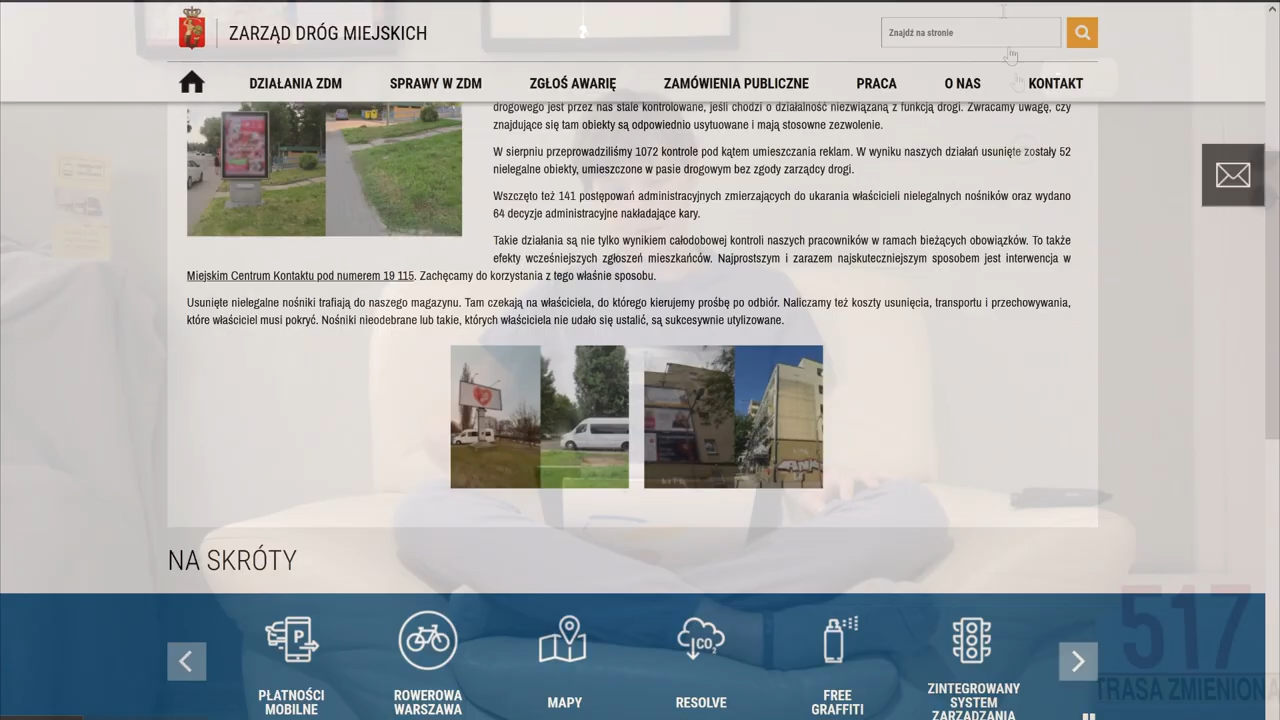 ZARZĄD DRÓG MIEJSKICH
Znajdź na stronie
DZIAŁANIA ZDM SPRAWY W ZDM ZGŁOŚ AWARIĘ ZAMÓWIENIA PUBLICZNE PRACA O NAS KONTAKT
drogowego jest przez nas stale kontrolowane, jeśli chodzi o działalność niezwiązaną z funkcją drogi. Zwracamy uwagę, czy
znajdujące się tam obiekty są odpowiednio usytuowane i mają stosowne zezwolenie.
W sierpniu przeprowadziliśmy 1072 kontrole pod kątem umieszczania reklam. W wyniku naszych działań usunięte zostały 52
nielegalne obiekty, umieszczone w pasie drogowym bez zgody zarządcy drogi.
Wszczęto też 141 postępowań administracyjnych zmierzających do ukarania właścicieli nielegalnych nośników oraz wydano
64 decyzje administracyjne nakładające kary.
Takie działania są nie tylko wynikiem całodobowej kontroli naszych pracowników w ramach bieżących obowiązków. To także
efekty wcześniejszych zgłoszeń mieszkańców. Najprostszym i zarazem najskuteczniejszym sposobem jest interwencja w
Miejskim Centrum Kontaktu pod numerem 19 115. Zachęcamy do korzystania z tego właśnie sposobu.
Usunięte nielegalne nośniki trafiają do naszego magazynu. Tam czekają na właściciela, do którego kierujemy prośbę po odbiór. Naliczamy też koszty usunięcia, transportu i przechowywania,
które właściciel musi pokryć. Nośniki nieodebrane lub takie, których właściciela nie udało się ustalić, są sukcesywnie utylizowane.
NA SKRÓTY
P
CO2
PŁATNOŚCI
MOBILNE
ROWEROWA
WARSZAWA
MAPY
RESOLVE
FREE
GRAFFITI
ZINTEGROWANY
SYSTEM
ZARZĄDZANIA
517
TRASA ZMIENIONA